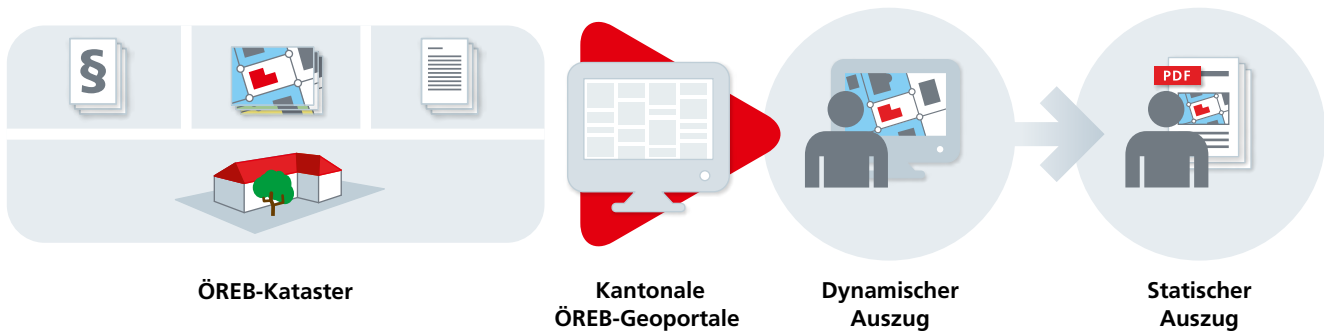 §
PDF
ÖREB-Kataster
Kantonale
ÖREB-Geoportale
Dynamischer
Auszug
Statischer
Auszug